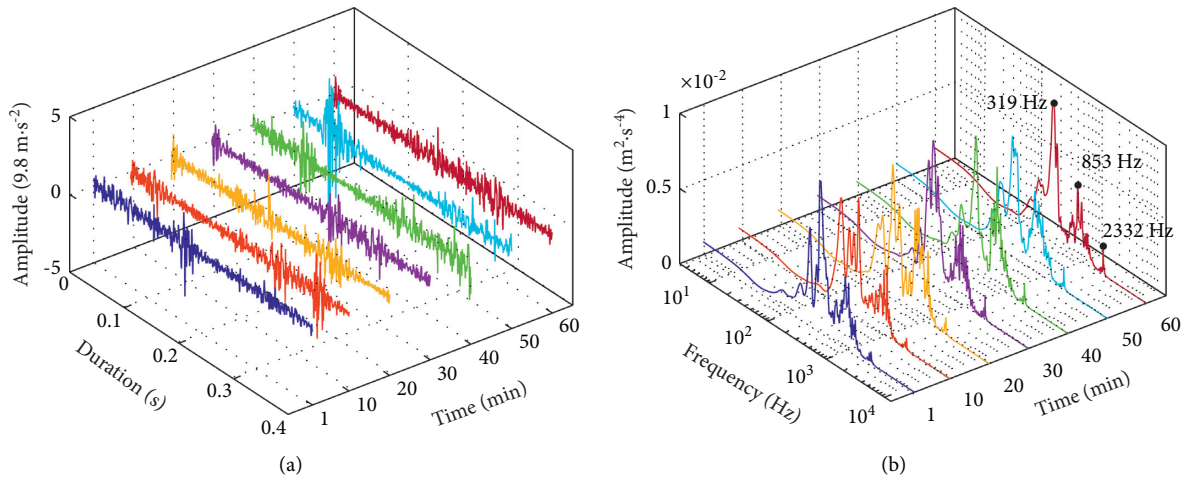 5
0
-5
Amplitude (9.8 m·s-2)
0
0.1
0.2
0.3
0.4
Duration (s)
1
10
20
30
40
50
60
Time (min)
(a)
×10-2
1
0.5
0
Amplitude (m2·s-4)
101
102
103
104
Frequency (Hz)
1
10
20
30
40
50
60
Time (min)
319 Hz
853 Hz
2332 Hz
(b)